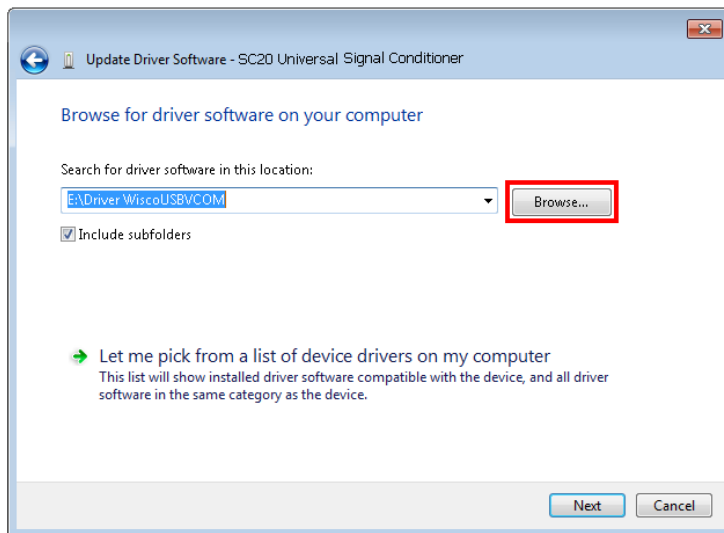 Update Driver Software - SC20 Universal Signal Conditioner
Browse for driver software on your computer
Search for driver software in this location:
E:\Driver WiscoUSBVCOM
Browse...
Include subfolders
Let me pick from a list of device drivers on my computer
This list will show installed driver software compatible with the device, and all driver
software in the same category as the device.
Next
Cancel